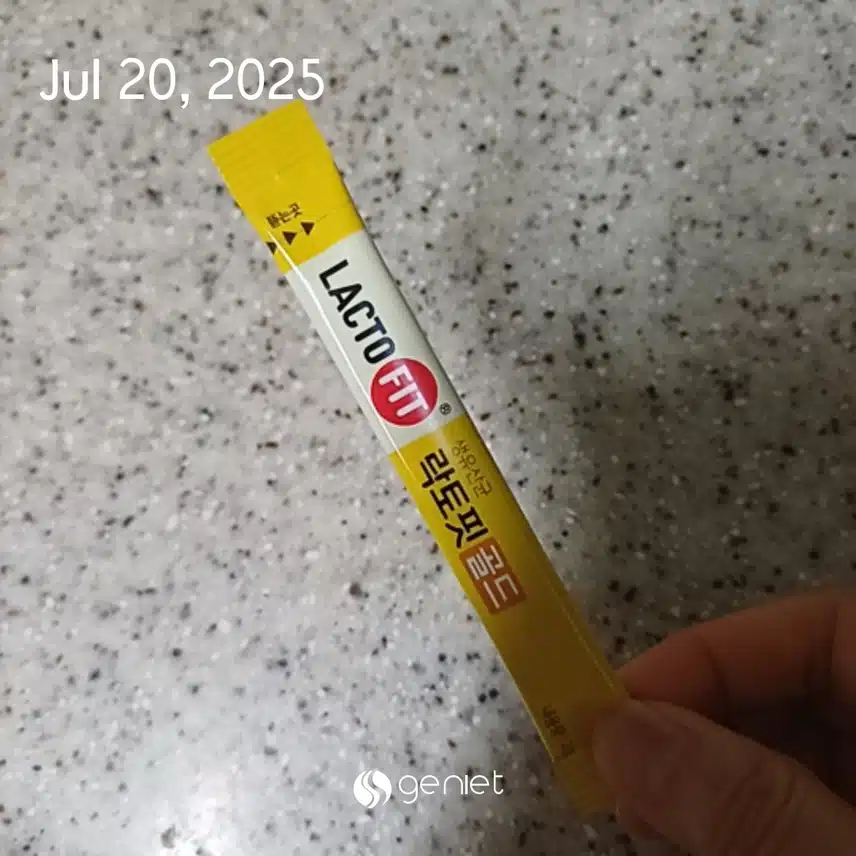 Jul 20, 2025
뜯는곳
LACTO FIT®
생유산균
락토핏 골드
geniet